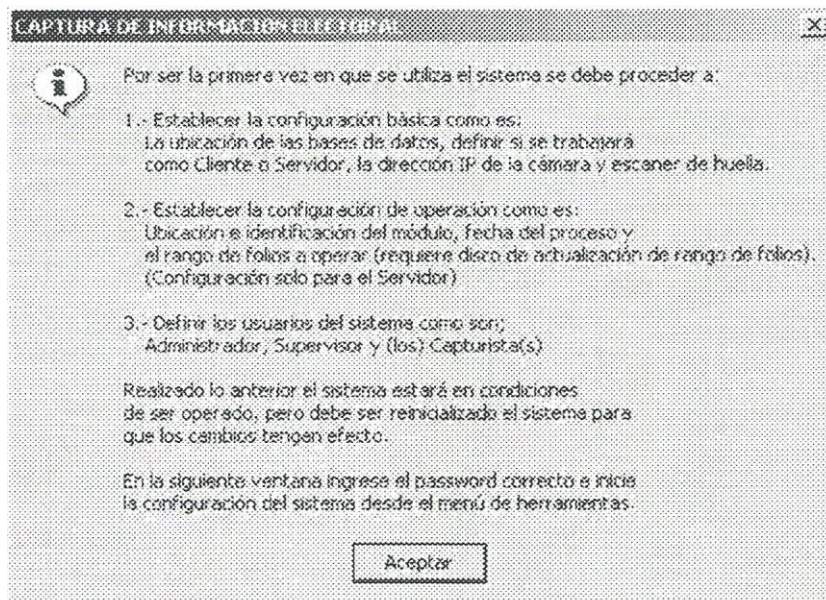 CAPTURA DE INFORMACION ELECTORAL
Por ser la primera vez en que se utiliza el sistema se debe proceder a:
1.- Establecer la configuración básica como es:
La ubicación de las bases de datos, definir si se trabajará
como Cliente o Servidor, la dirección IP de la cámara y escaner de huella.
2.- Establecer la configuración de operación como es:
Ubicación e identificación del módulo, fecha del proceso y
el rango de folios a operar (requiere disco de actualización de rango de folios).
(Configuración solo para el Servidor)
3.- Definir los usuarios del sistema como son;
Administrador, Supervisor y (los) Capturista(s)
Realizado lo anterior el sistema estará en condiciones
de ser operado, pero debe ser reinicializado el sistema para
que los cambios tengan efecto.
En la siguiente ventana ingrese el password correcto e inicie
la configuración del sistema desde el menú de herramientas.
Aceptar